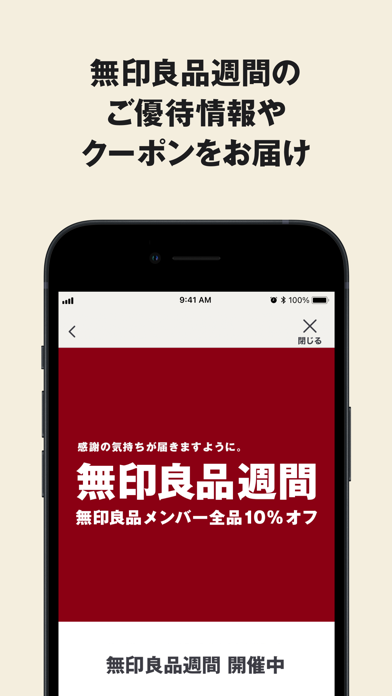 無印良品週間の
ご優待情報や
クーポンをお届け
9:41 AM
100%
閉じる
感謝の気持ちが届きますように。
無印良品週間
無印良品メンバー全品10%オフ
無印良品週間 開催中